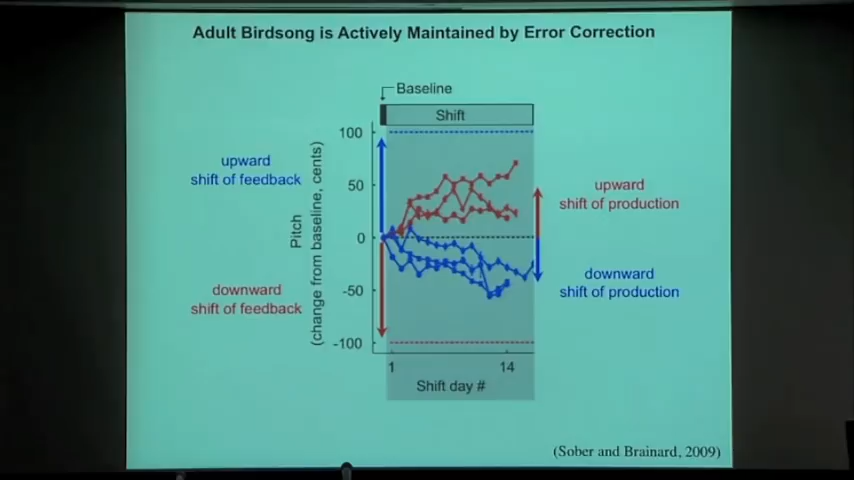 Adult Birdsong is Actively Maintained by Error Correction
Baseline
Shift
upward
shift of feedback
downward
shift of feedback
Pitch
(change from baseline, cents)
100
50
0
-50
-100
upward
shift of production
downward
shift of production
1
14
Shift day #
(Sober and Brainard, 2009)